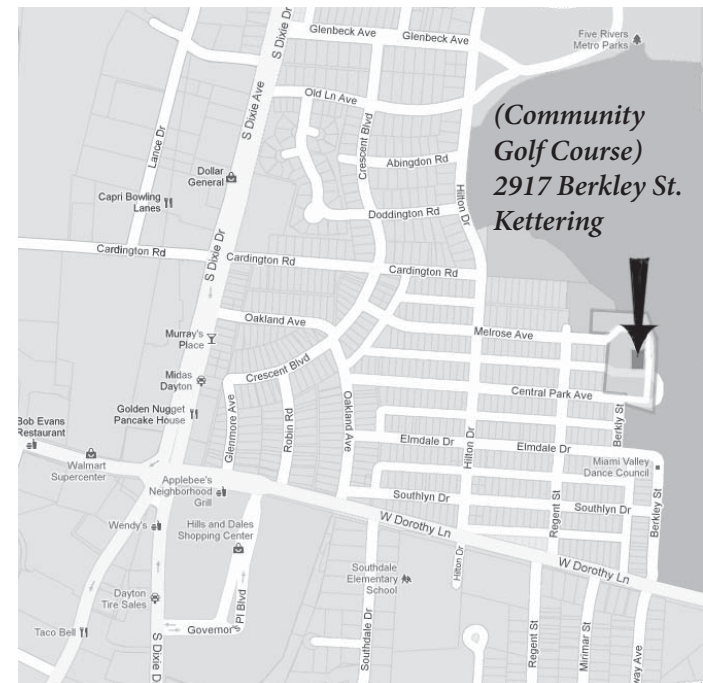 S Dixie Dr
Glenbeck Ave
Glenbeck Ave
Five Rivers
Metro Parks
S Dixie Ave
Old Ln Ave
(Community
Golf Course)
2917 Berkley St.
Kettering
Lance Dr
Crescent Blvd
Abingdon Rd
Dollar
General
Capri Bowling
Lanes
Hilton Dr
Doddington Rd
S Dixie Dr
Cardington Rd
Cardington Rd
Cardington Rd
Oakland Ave
Melrose Ave
Murray's
Place
Crescent Blvd
Midas
Dayton
Central Park Ave
Golden Nugget
Pancake House
Glenmore Ave
Robin Rd
Oakland Ave
Hilton Dr
Berkly St
Bob Evans
Restaurant
Elmdale Dr
Elmdale Dr
Walmart
Supercenter
Miami Valley
Dance Council
Applebee's
Neighborhood
Grill
Southlyn Dr
Southlyn Dr
Regent St
Berkley St
W Dorothy Ln
Wendy's
Hills and Dales
Shopping Center
W Dorothy Ln
Hilton Dr
Southdale
Elementary
School
Dayton
Tire Sales
Governor's Pl Blvd
Taco Bell
S Dixie D
Southdale Dr
Regent St
Mirimar St
way Ave